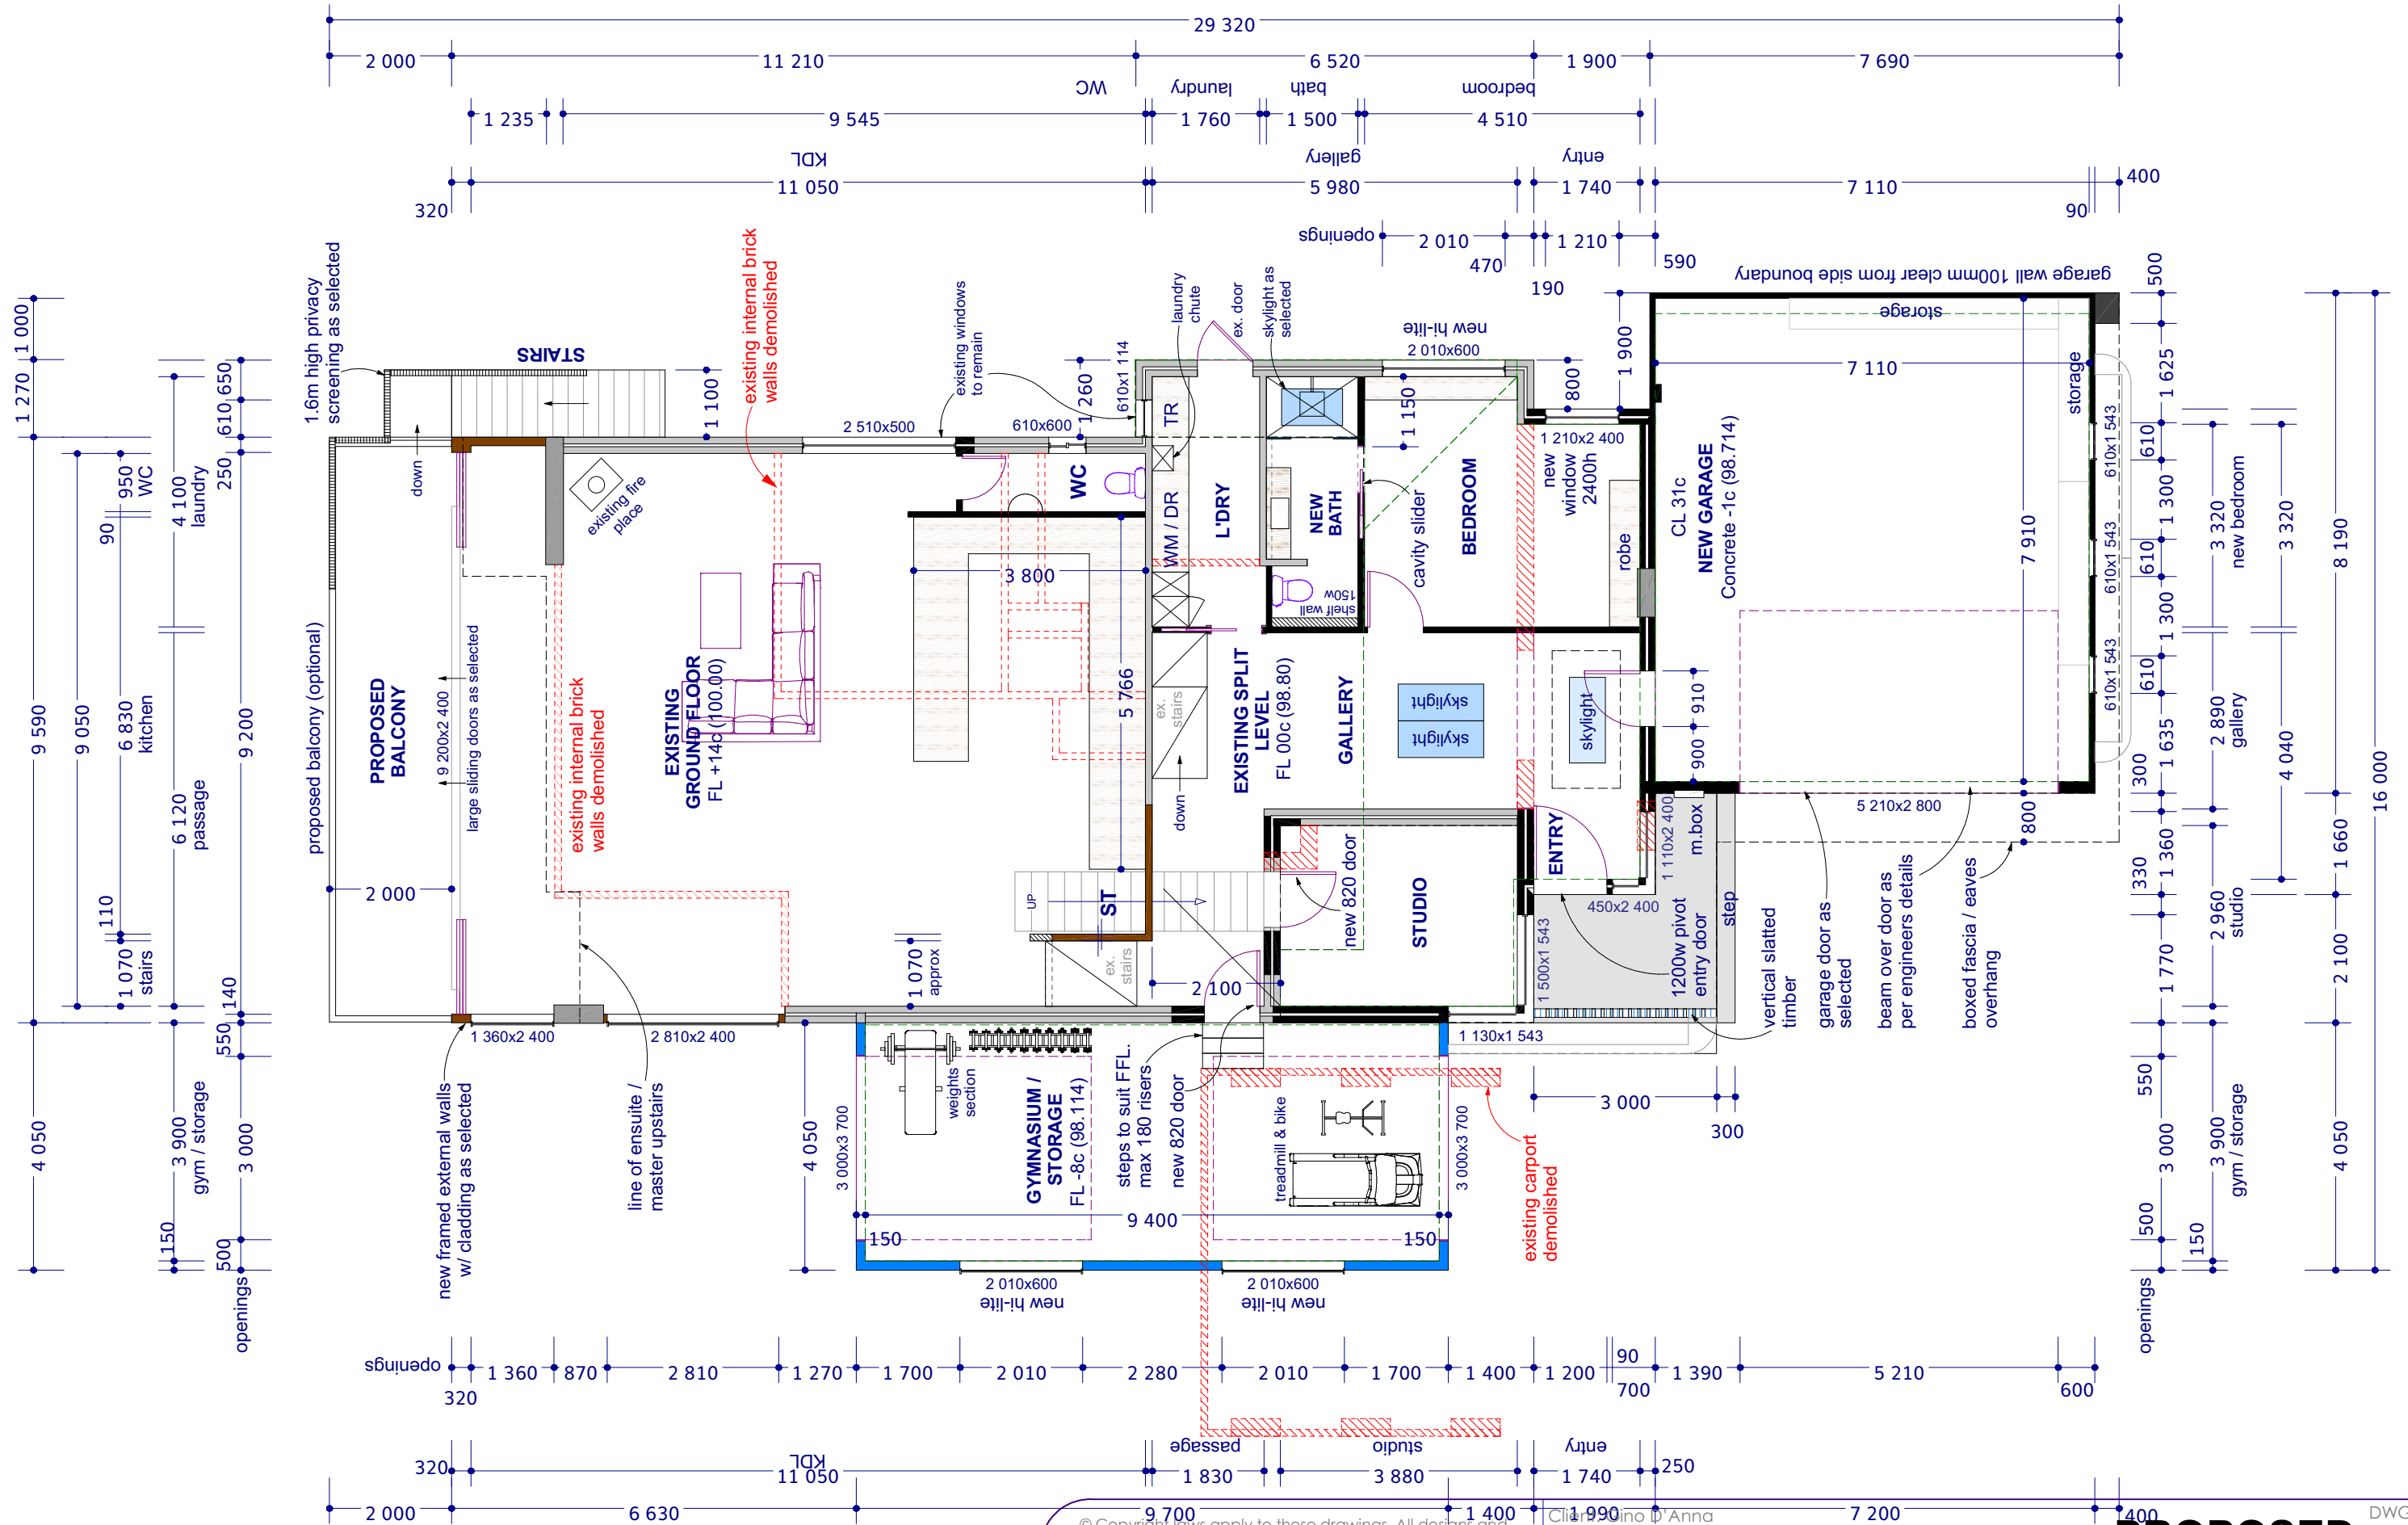 29 320
2 000
11 210
6 520
1 900
7 690
WC
laundry
bath
bedroom
1 235
9 545
1 760
1 500
4 510
KDL
gallery
entry
320
11 050
5 980
1 740
7 110
90
400
openings
2 010
470
190
1 210
590
garage wall 100mm clear from side boundary
1 000
1 270
9 590
4 050
9 050
950
WC
90
6 830
kitchen
110
1 070
stairs
4 100
laundry
6 120
passage
3 900
gym / storage
150
650
610
250
9 200
140
550
3 000
500
openings
1.6m high privacy
screening as selected
STAIRS
down
1 100
existing internal brick
walls demolished
existing windows
to remain
2 510x500
610x600
1 260
610x1 114
laundry
chute
ex. door
skylight as
selected
new hi-lite
2 010x600
1 150
800
1 900
1 210x2 400
new
window
2400h
storage
7 110
storage
existing fire
place
WC
TR
WM / DR
L'DRY
NEW
BATH
cavity slider
BEDROOM
robe
shelf wall
150w
CL 31c
NEW GARAGE
Concrete -1c (98.714)
7 910
610x1 543
610x1 543
610x1 543
proposed balcony (optional)
PROPOSED
BALCONY
2 000
9 200x2 400
large sliding doors as selected
existing internal brick
walls demolished
EXISTING
GROUND FLOOR
FL +14c (100.00)
3 800
5 766
ex.
stairs
down
EXISTING SPLIT
LEVEL
FL 00c (98.80)
GALLERY
skylight
skylight
skylight
910
900
5 210x2 800
800
UP
ST
1 070
approx
ex.
stairs
2 100
new 820 door
STUDIO
ENTRY
1 110x2 400
m.box
450x2 400
1 500x1 543
1200w pivot
entry door
step
vertical slatted
timber
garage door as
selected
beam over door as
per engineers details
boxed fascia / eaves
overhang
1 360x2 400
2 810x2 400
1 130x1 543
new framed external walls
w/ cladding as selected
line of ensuite /
master upstairs
4 050
3 000x3 700
weights
section
GYMNASIUM /
STORAGE
FL -8c (98.114)
steps to suit FFL.
max 180 risers
new 820 door
treadmill & bike
3 000x3 700
existing carport
demolished
3 000
300
9 400
150
150
2 010x600
new hi-lite
2 010x600
new hi-lite
500
1 625
610
1 300
610
1 300
610
1 635
300
1 360
330
1 770
550
3 000
500
openings
3 320
new bedroom
2 890
gallery
2 960
studio
3 900
gym / storage
150
3 320
4 040
8 190
1 660
2 100
4 050
16 000
openings
320
1 360
870
2 810
1 270
1 700
2 010
2 280
2 010
1 700
1 400
1 200
90
700
1 390
5 210
600
KDL
passage
studio
entry
320
11 050
1 830
3 880
1 740
250
2 000
6 630
9 700
1 400
1 990
7 200
400
© Copyright laws apply to these drawings. All designs and
Client: Gino D'Anna
PROPOSED
DWG